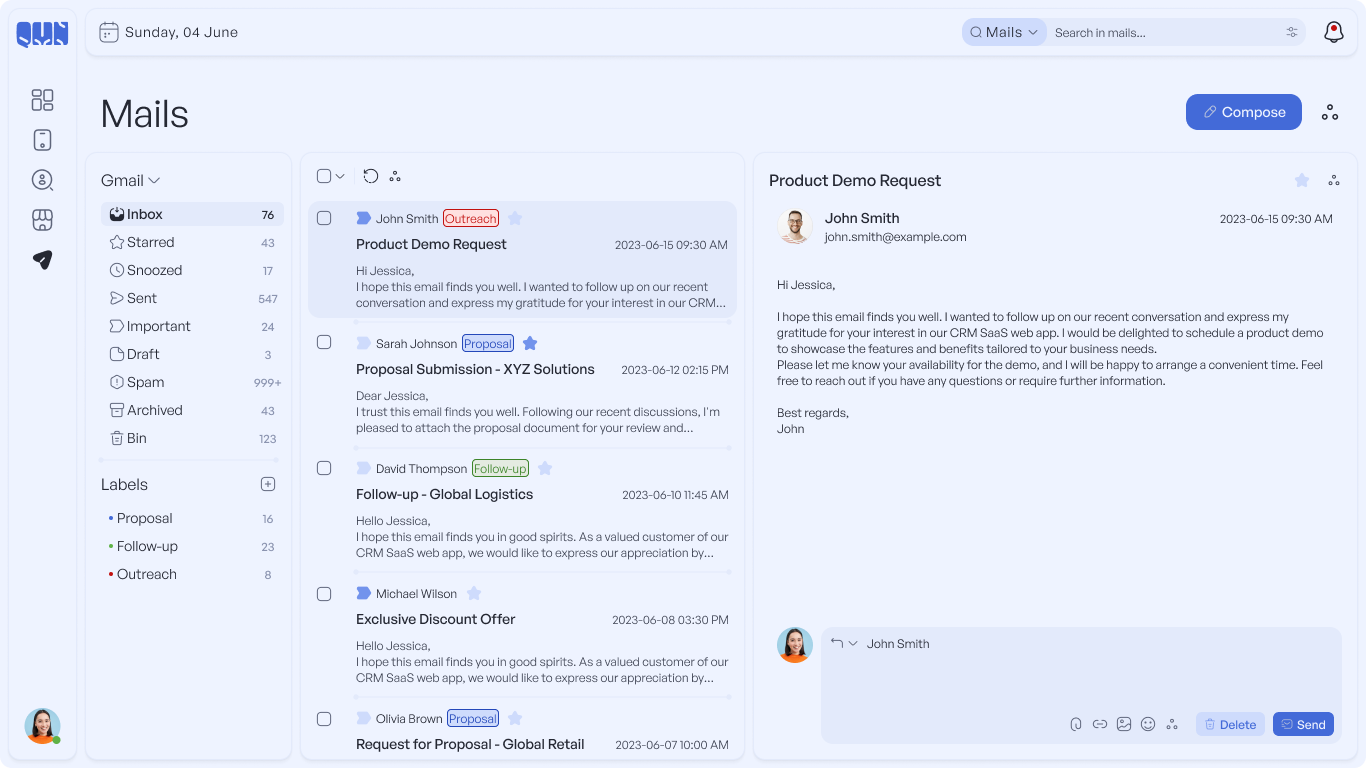 QUN
Sunday, 04 June
Mails
Search in mails...
Mails
Compose
Gmail
Inbox 76
Starred 43
Snoozed 17
Sent 547
Important 24
Draft 3
Spam 999+
Archived 43
Bin 123
Labels
Proposal 16
Follow-up 23
Outreach 8
John Smith Outreach
Product Demo Request 2023-06-15 09:30 AM
Hi Jessica,
I hope this email finds you well. I wanted to follow up on our recent
conversation and express my gratitude for your interest in our CRM...
Sarah Johnson Proposal
Proposal Submission - XYZ Solutions 2023-06-12 02:15 PM
Dear Jessica,
I trust this email finds you well. Following our recent discussions, I'm
pleased to attach the proposal document for your review and...
David Thompson Follow-up
Follow-up - Global Logistics 2023-06-10 11:45 AM
Hello Jessica,
I hope this email finds you in good spirits. As a valued customer of our
CRM SaaS web app, we would like to express our appreciation by...
Michael Wilson
Exclusive Discount Offer 2023-06-08 03:30 PM
Hello Jessica,
I hope this email finds you in good spirits. As a valued customer of our
CRM SaaS web app, we would like to express our appreciation by...
Olivia Brown Proposal
Request for Proposal - Global Retail 2023-06-07 10:00 AM
Product Demo Request
John Smith 2023-06-15 09:30 AM
john.smith@example.com
Hi Jessica,
I hope this email finds you well. I wanted to follow up on our recent conversation and express my
gratitude for your interest in our CRM SaaS web app. I would be delighted to schedule a product demo
to showcase the features and benefits tailored to your business needs.
Please let me know your availability for the demo, and I will be happy to arrange a convenient time. Feel
free to reach out if you have any questions or require further information.
Best regards,
John
John Smith
Delete
Send